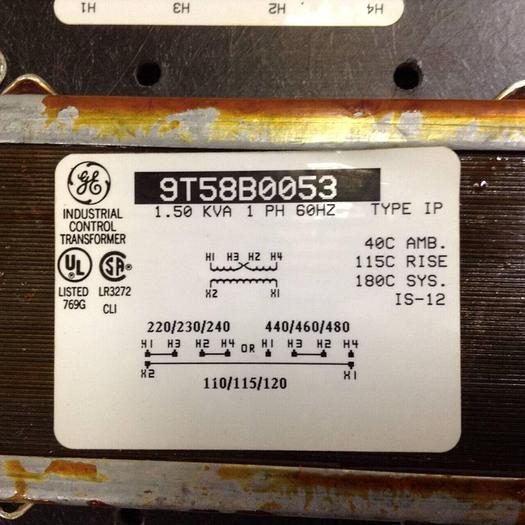 H4 H2 H3 H1
GE
9T58B0053
1.50 KVA 1 PH 60HZ TYPE IP
INDUSTRIAL
CONTROL
TRANSFORMER
40C AMB.
115C RISE
180C SYS.
IS-12
H1 H3 H2 H4
X2 X1
UL SA
LISTED LR3272
769G CLI
220/230/240 440/460/480
H1 H3 H2 H4 OR H1 H3 H2 H4
X2 X1
110/115/120